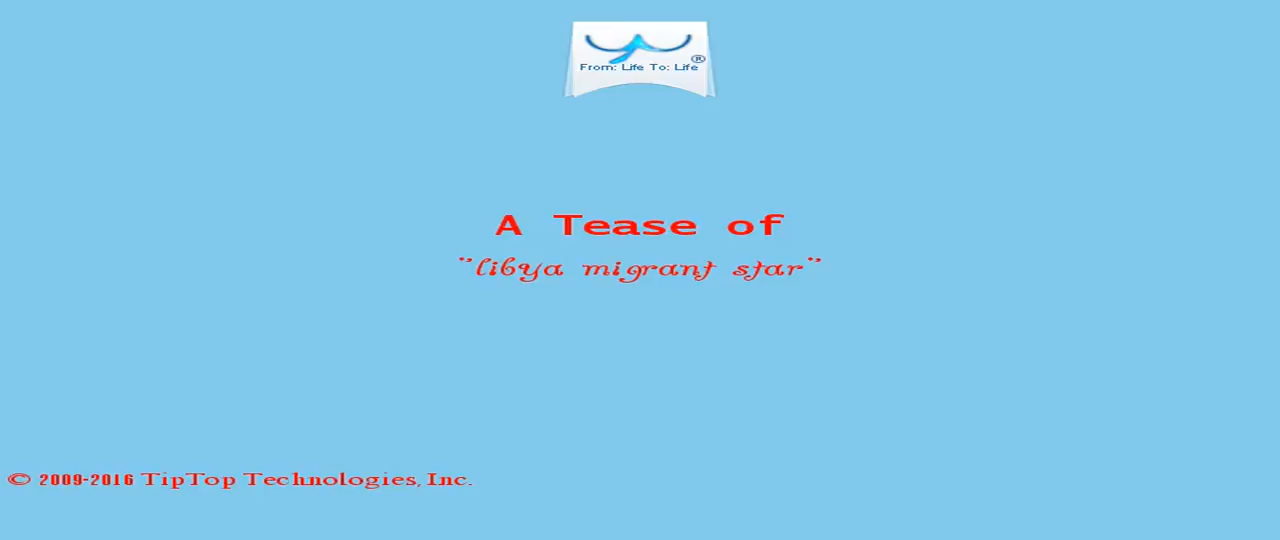 From: Life To: Life®
A Tease of
"libya migrant star"
© 2009-2016 TipTop Technologies, Inc.